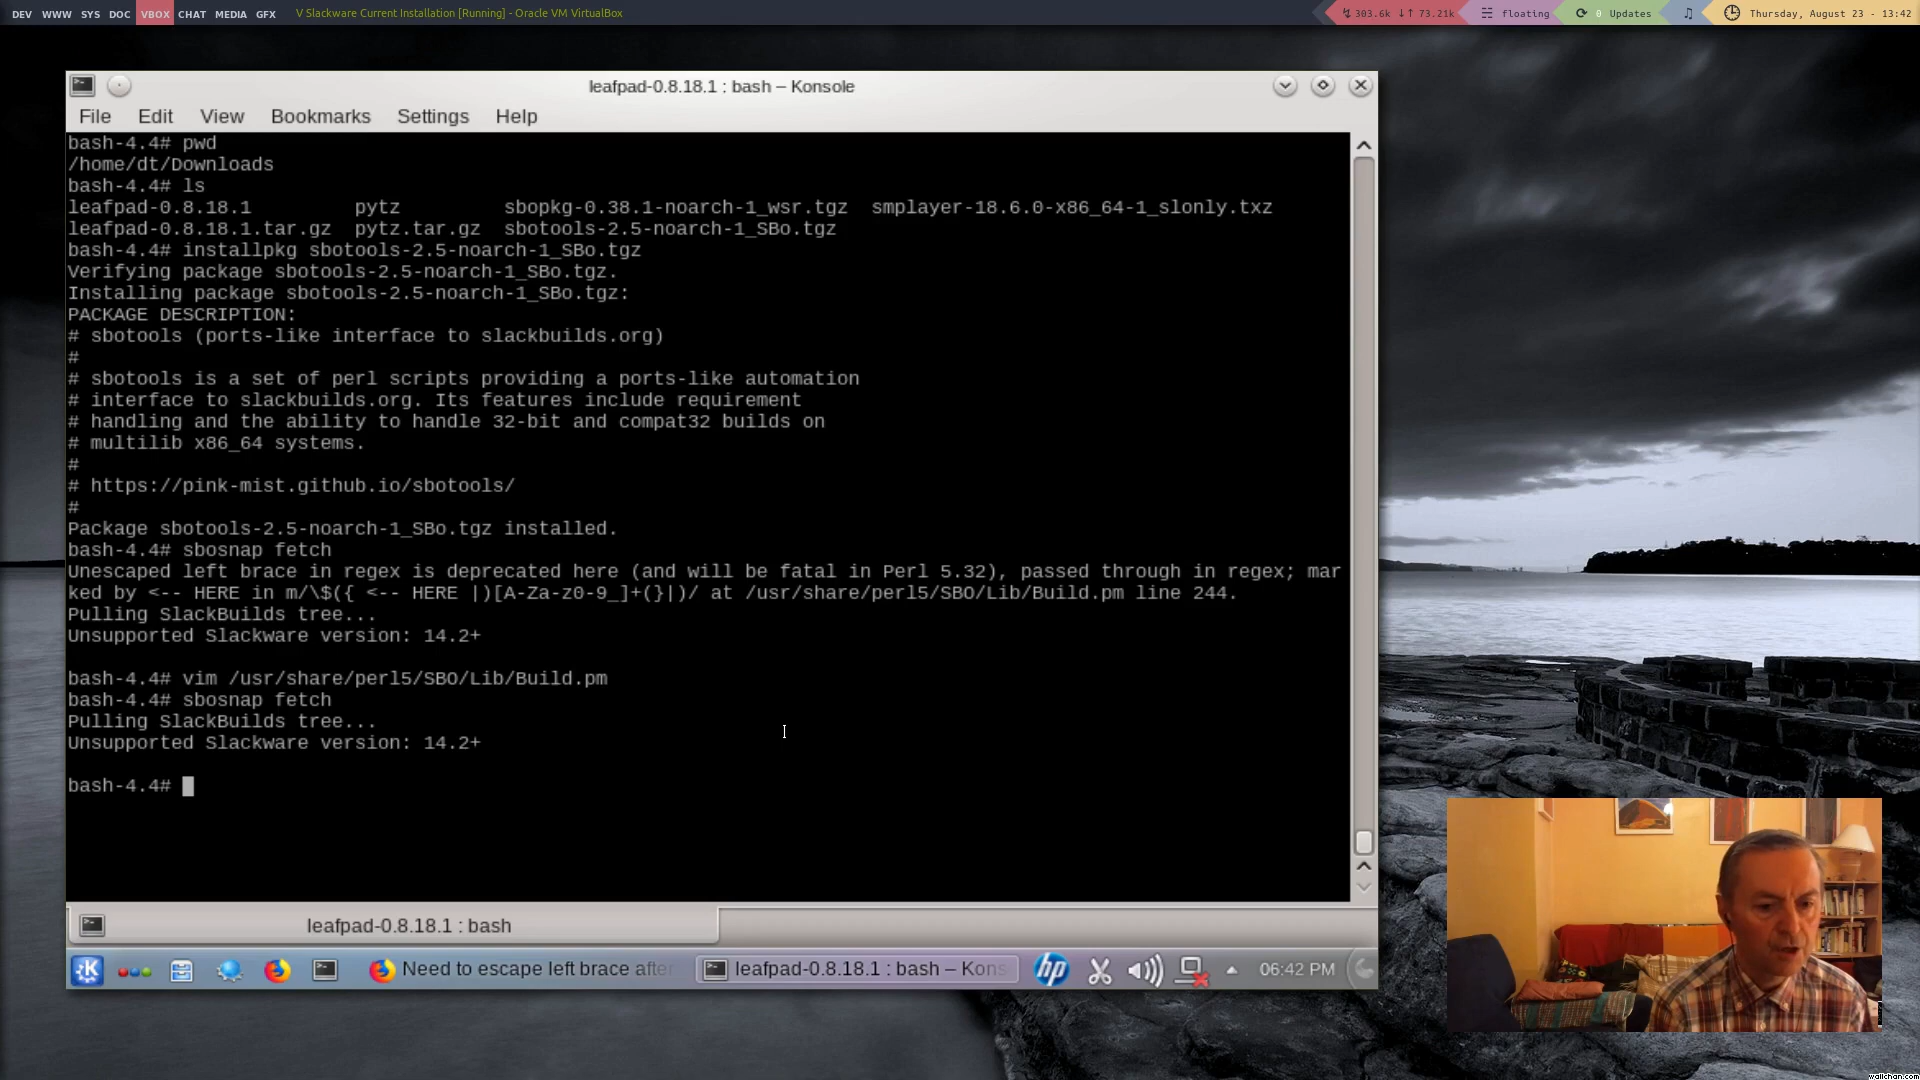 DEV WWW SYS DOC VBOX CHAT MEDIA GFX V Slackware Current Installation [Running] - Oracle VM VirtualBox 303.6k ↓↑ 73.21k floating 0 Updates Thursday, August 23 - 13:42
leafpad-0.8.18.1 : bash – Konsole
File Edit View Bookmarks Settings Help
bash-4.4# pwd
/home/dt/Downloads
bash-4.4# ls
leafpad-0.8.18.1 pytz sbopkg-0.38.1-noarch-1_wsr.tgz smplayer-18.6.0-x86_64-1_slonly.txz
leafpad-0.8.18.1.tar.gz pytz.tar.gz sbotools-2.5-noarch-1_SBo.tgz
bash-4.4# installpkg sbotools-2.5-noarch-1_SBo.tgz
Verifying package sbotools-2.5-noarch-1_SBo.tgz.
Installing package sbotools-2.5-noarch-1_SBo.tgz:
PACKAGE DESCRIPTION:
# sbotools (ports-like interface to slackbuilds.org)
#
# sbotools is a set of perl scripts providing a ports-like automation
# interface to slackbuilds.org. Its features include requirement
# handling and the ability to handle 32-bit and compat32 builds on
# multilib x86_64 systems.
#
# https://pink-mist.github.io/sbotools/
#
Package sbotools-2.5-noarch-1_SBo.tgz installed.
bash-4.4# sbosnap fetch
Unescaped left brace in regex is deprecated here (and will be fatal in Perl 5.32), passed through in regex; mar
ked by <-- HERE in m/\$({ <-- HERE |)[A-Za-z0-9_]+(}|)/ at /usr/share/perl5/SBO/Lib/Build.pm line 244.
Pulling SlackBuilds tree...
Unsupported Slackware version: 14.2+
bash-4.4# vim /usr/share/perl5/SBO/Lib/Build.pm
bash-4.4# sbosnap fetch
Pulling SlackBuilds tree...
Unsupported Slackware version: 14.2+
bash-4.4#
leafpad-0.8.18.1 : bash
Need to escape left brace after leafpad-0.8.18.1 : bash – Kons hp 06:42 PM
wallchan.com